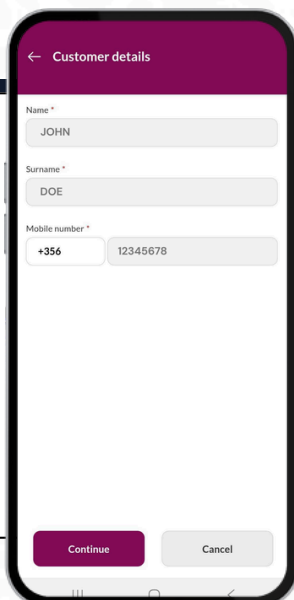 ← Customer details
Name *
JOHN
Surname *
DOE
Mobile number *
+356 12345678
Continue Cancel